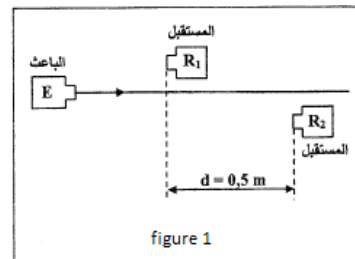 المستقبل
R₁
الباعث
E
R₂
المستقبل
d = 0,5 m
figure 1